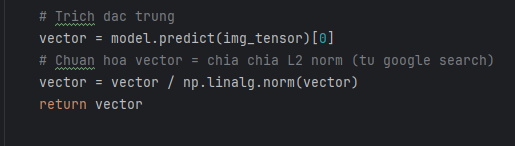 # Trich dac trung
vector = model.predict(img_tensor)[0]
# Chuan hoa vector = chia chia L2 norm (tu google search)
vector = vector / np.linalg.norm(vector)
return vector